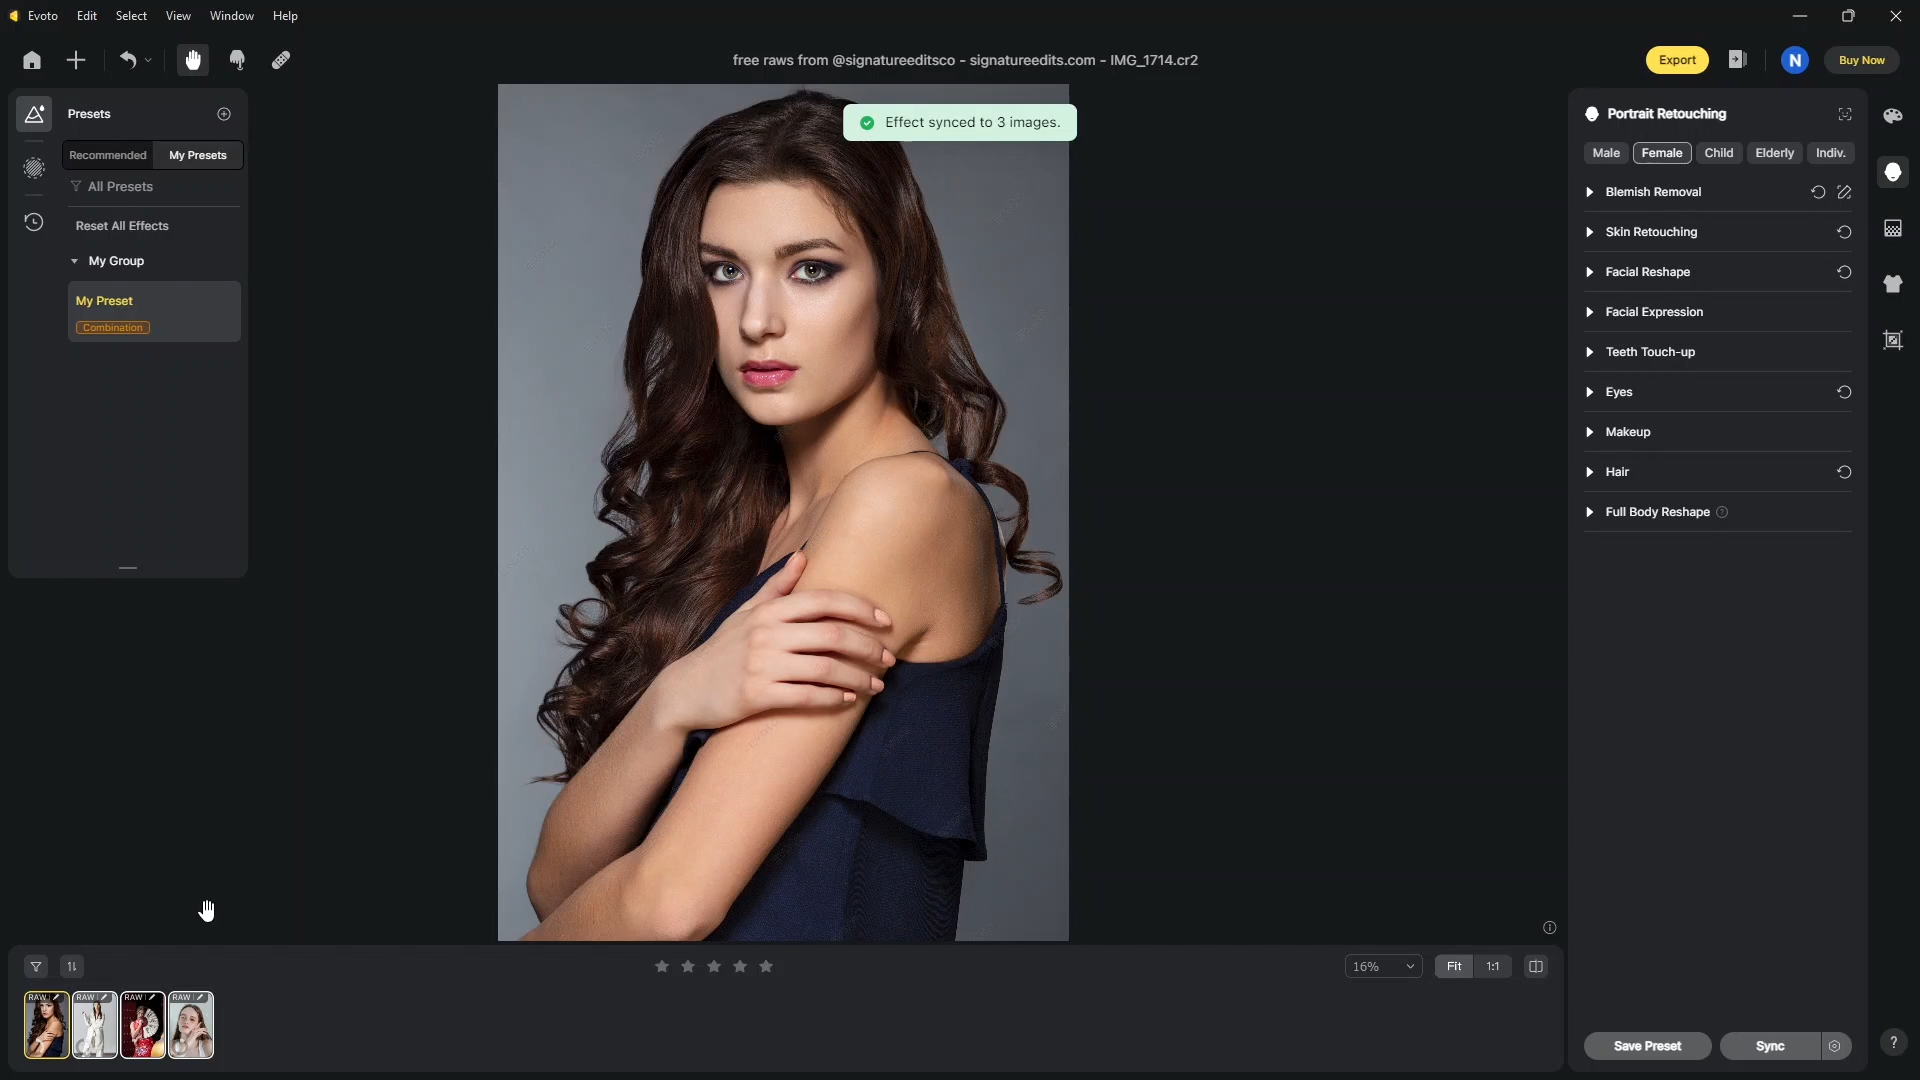 Evoto Edit Select View Window Help
free raws from @signatureeditsco - signatureedits.com - IMG_1714.cr2
Export
N
Buy Now
Presets
Recommended My Presets
All Presets
Reset All Effects
My Group
My Preset
Combination
Effect synced to 3 images.
Portrait Retouching
Male Female Child Elderly Indiv.
Blemish Removal
Skin Retouching
Facial Reshape
Facial Expression
Teeth Touch-up
Eyes
Makeup
Hair
Full Body Reshape ?
16% Fit 1:1
RAW RAW RAW RAW
Save Preset Sync
?